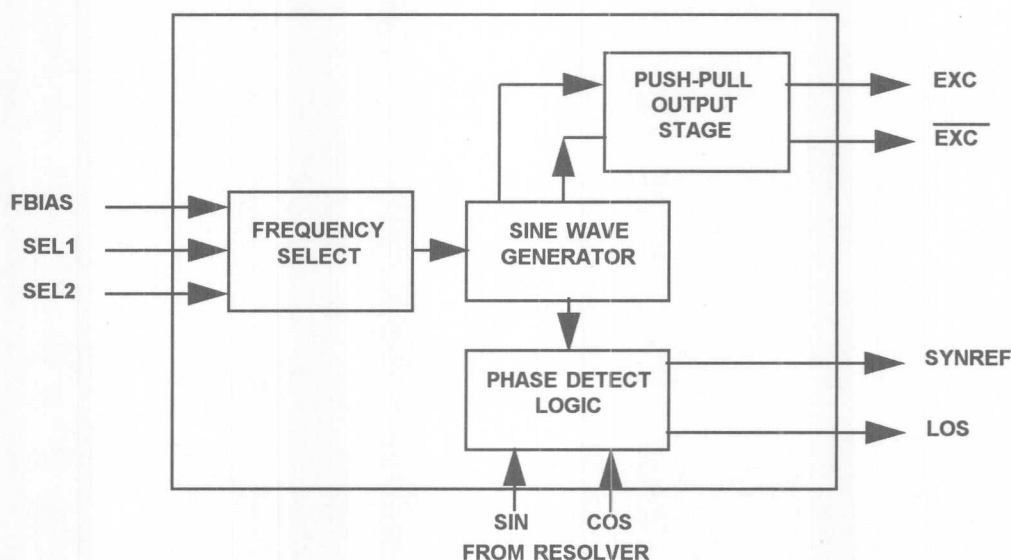 PUSH-PULL
OUTPUT
STAGE
EXC
EXC
FBIAS
SEL1
SEL2
FREQUENCY
SELECT
SINE WAVE
GENERATOR
PHASE DETECT
LOGIC
SYNREF
LOS
SIN
COS
FROM RESOLVER